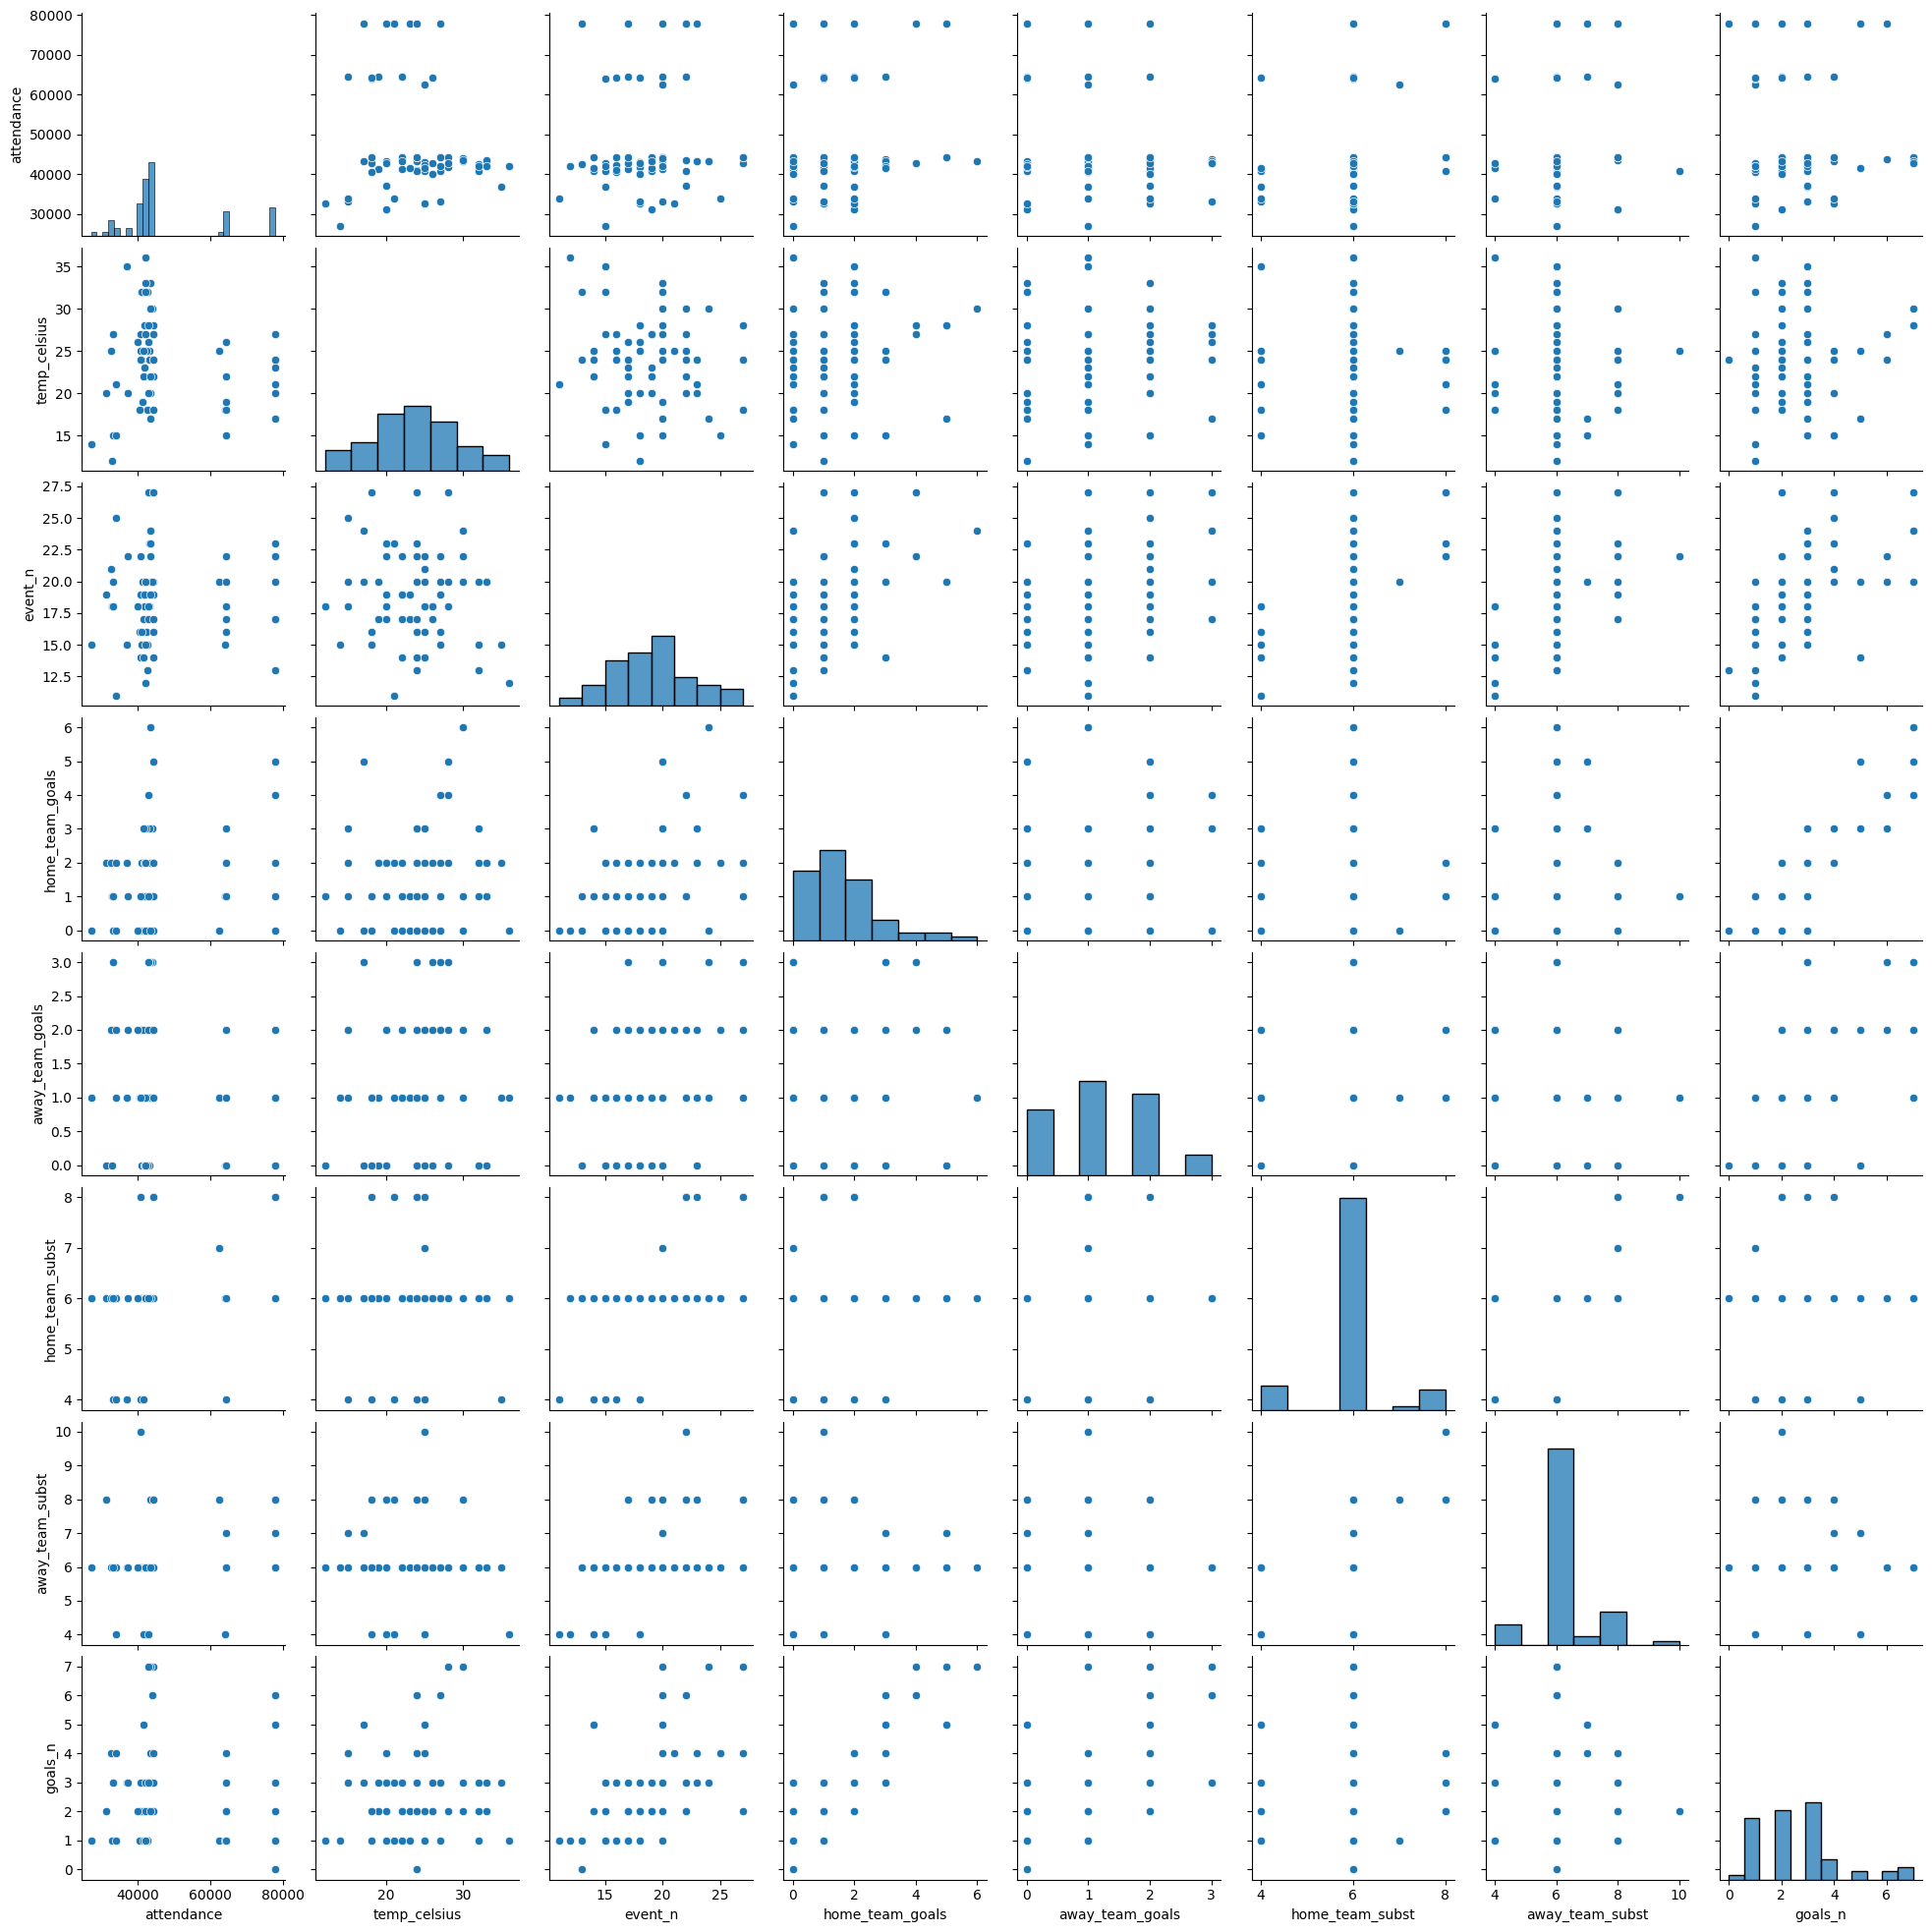 80000
70000
60000
50000
40000
30000
attendance
35
30
25
20
15
temp_celsius
27.5
25.0
22.5
20.0
17.5
15.0
12.5
event_n
6
5
4
3
2
1
0
home_team_goals
3.0
2.5
2.0
1.5
1.0
0.5
0.0
away_team_goals
8
7
6
5
4
home_team_subst
10
9
8
7
6
5
4
away_team_subst
7
6
5
4
3
2
1
0
goals_n
40000 60000 80000
attendance
20 30
temp_celsius
15 20 25
event_n
0 2 4 6
home_team_goals
0 1 2 3
away_team_goals
4 6 8
home_team_subst
4 6 8 10
away_team_subst
0 2 4 6
goals_n